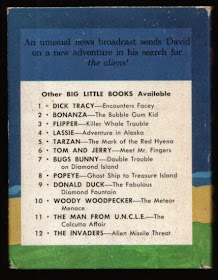 An unusual news broadcast sends David
on a new adventure in his search for
the aliens!
Other BIG LITTLE BOOKS Available
1 • DICK TRACY—Encounters Facey
2 • BONANZA—The Bubble Gum Kid
3 • FLIPPER—Killer Whale Trouble
4 • LASSIE—Adventure in Alaska
5 • TARZAN—The Mark of the Red Hyena
6 • TOM AND JERRY—Meet Mr. Fingers
7 • BUGS BUNNY—Double Trouble
on Diamond Island
8 • POPEYE—Ghost Ship to Treasure Island
9 • DONALD DUCK—The Fabulous
Diamond Fountain
10 • WOODY WOODPECKER—The Meteor
Menace
11 • THE MAN FROM U.N.C.L.E.—The
Calcutta Affair
12 • THE INVADERS—Alien Missile Threat